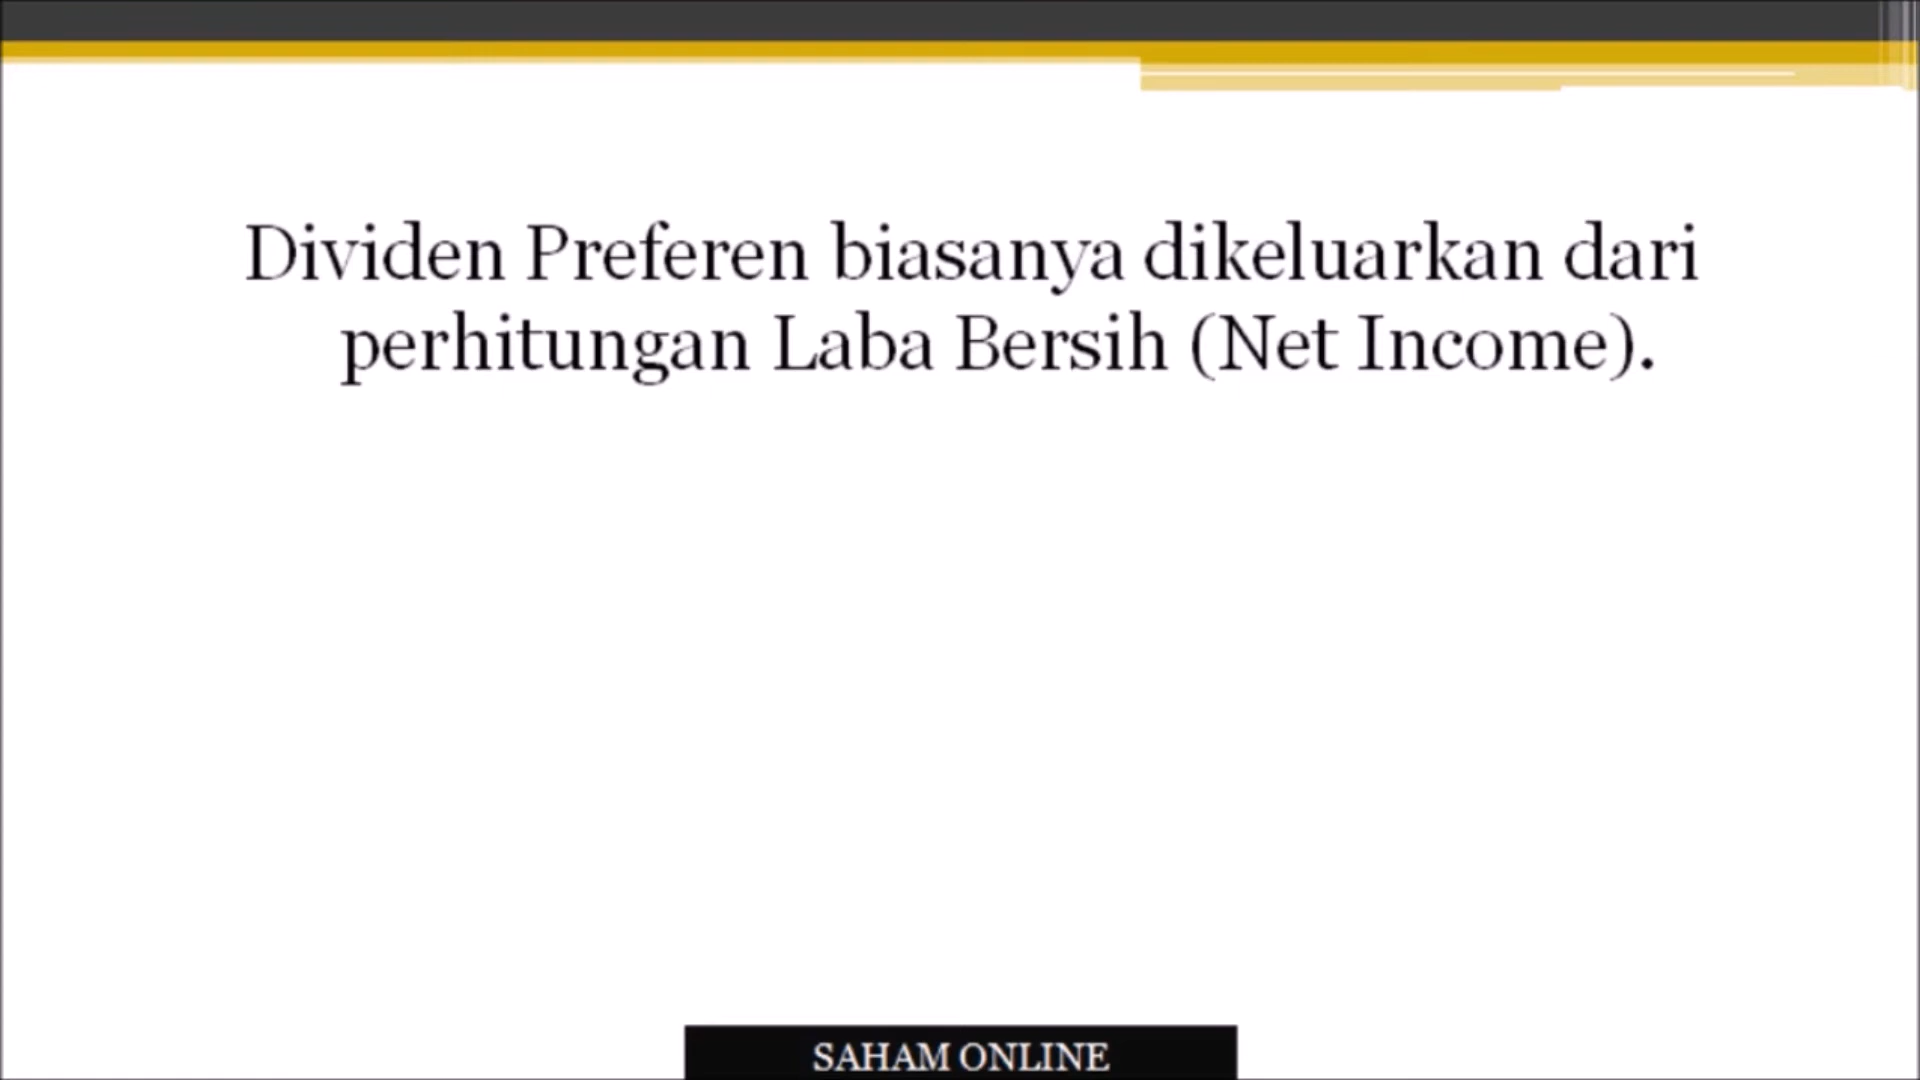 Dividen Preferen biasanya dikeluarkan dari
perhitungan Laba Bersih (Net Income).
SAHAM ONLINE